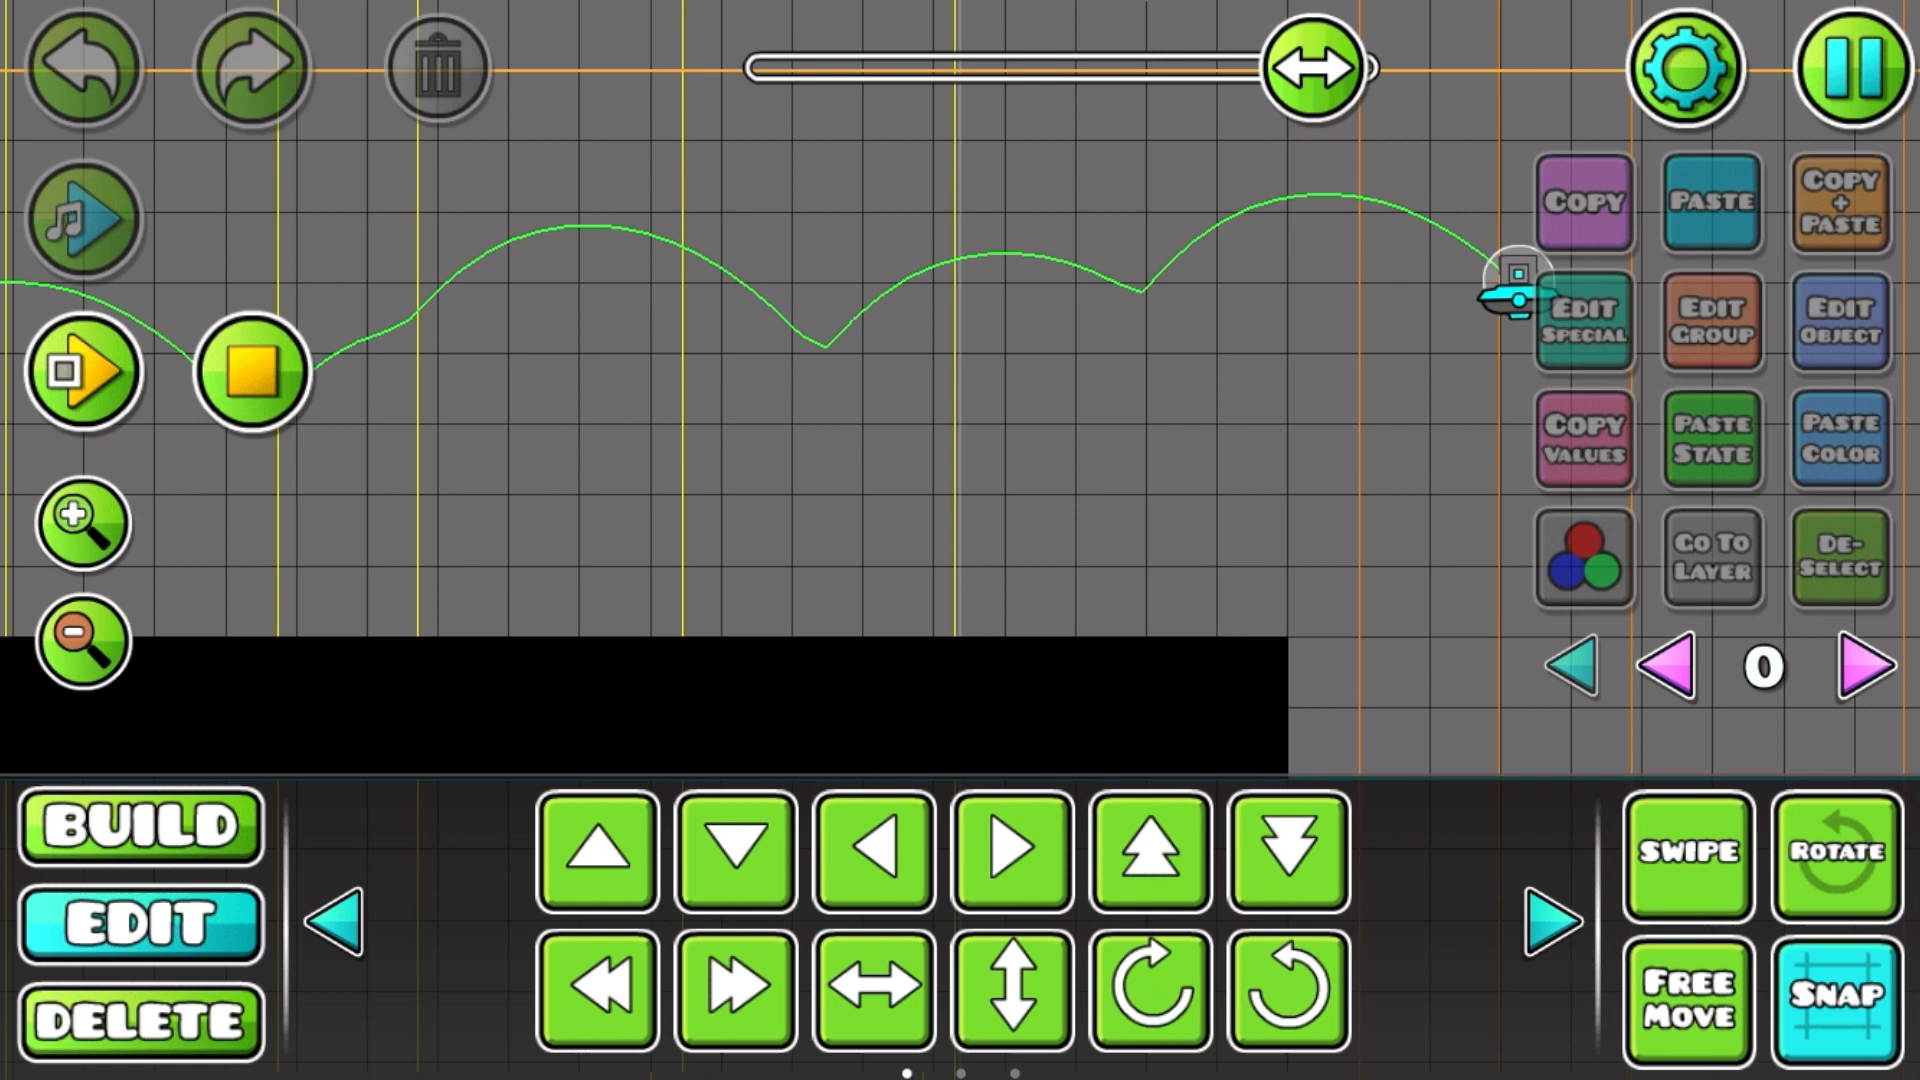 COPY
PASTE
COPY
+
PASTE
EDIT
SPECIAL
EDIT
GROUP
EDIT
OBJECT
COPY
VALUES
PASTE
STATE
PASTE
COLOR
GO TO
LAYER
DE-
SELECT
0
BUILD
EDIT
DELETE
SWIPE
ROTATE
FREE
MOVE
SNAP